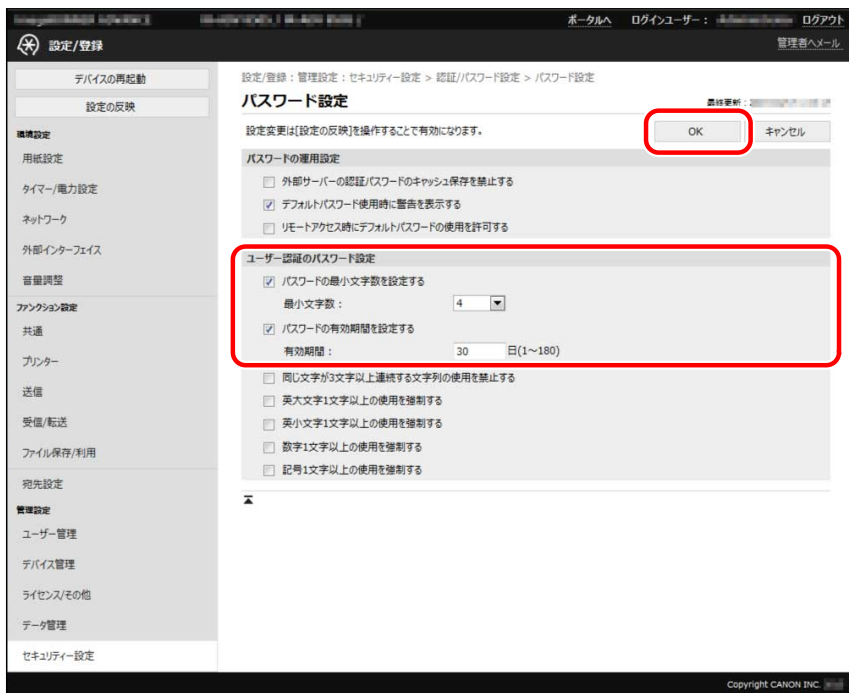 ポータルへ ログインユーザー： ログアウト
設定/登録 管理者へメール
デバイスの再起動
設定の反映
環境設定
用紙設定
タイマー/電力設定
ネットワーク
外部インターフェイス
音量調整
ファンクション設定
共通
プリンター
送信
受信/転送
ファイル保存/利用
宛先設定
管理設定
ユーザー管理
デバイス管理
ライセンス/その他
データ管理
セキュリティー設定
設定/登録：管理設定：セキュリティー設定 > 認証/パスワード設定 > パスワード設定
パスワード設定 最終更新：
設定変更は[設定の反映]を操作することで有効になります。 OK キャンセル
パスワードの運用設定
外部サーバーの認証パスワードのキャッシュ保存を禁止する
デフォルトパスワード使用時に警告を表示する
リモートアクセス時にデフォルトパスワードの使用を許可する
ユーザー認証のパスワード設定
パスワードの最小文字数を設定する
最小文字数： 4
パスワードの有効期間を設定する
有効期間： 30 日(1～180)
同じ文字が3文字以上連続する文字列の使用を禁止する
英大文字1文字以上の使用を強制する
英小文字1文字以上の使用を強制する
数字1文字以上の使用を強制する
記号1文字以上の使用を強制する
Copyright CANON INC.